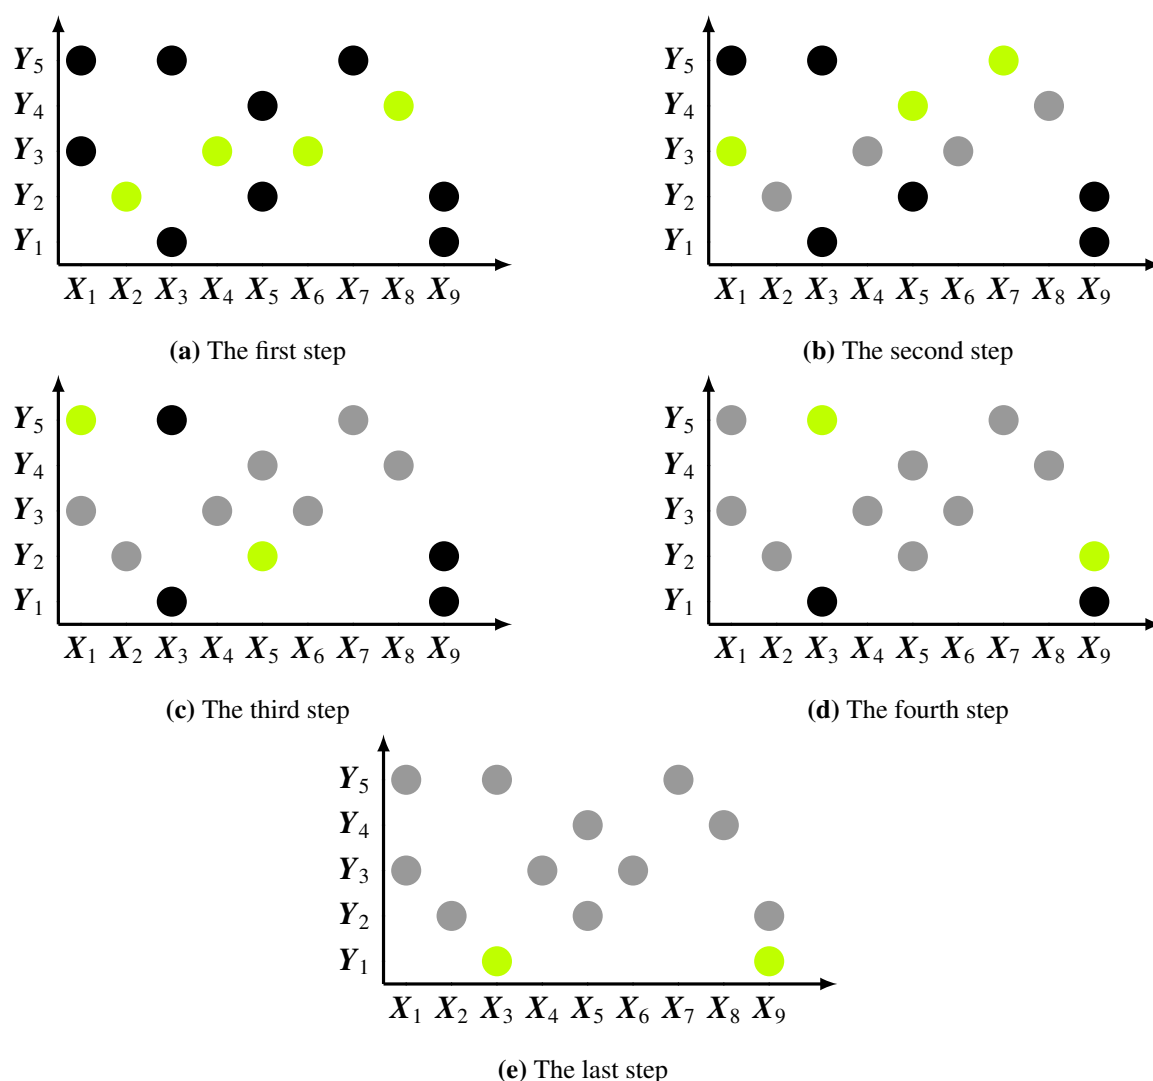 Y5 Y5
Y4 Y4
Y3 Y3
Y2 Y2
Y1 Y1
X1 X2 X3 X4 X5 X6 X7 X8 X9 X1 X2 X3 X4 X5 X6 X7 X8 X9
(a) The first step (b) The second step
Y5 Y5
Y4 Y4
Y3 Y3
Y2 Y2
Y1 Y1
X1 X2 X3 X4 X5 X6 X7 X8 X9 X1 X2 X3 X4 X5 X6 X7 X8 X9
(c) The third step (d) The fourth step
Y5
Y4
Y3
Y2
Y1
X1 X2 X3 X4 X5 X6 X7 X8 X9
(e) The last step